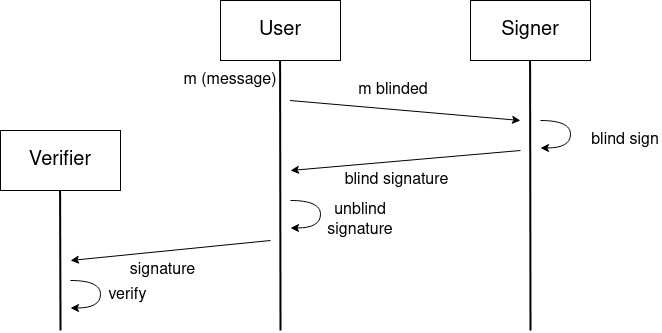 User
Signer
m (message)
m blinded
blind sign
Verifier
blind signature
unblind
signature
signature
verify